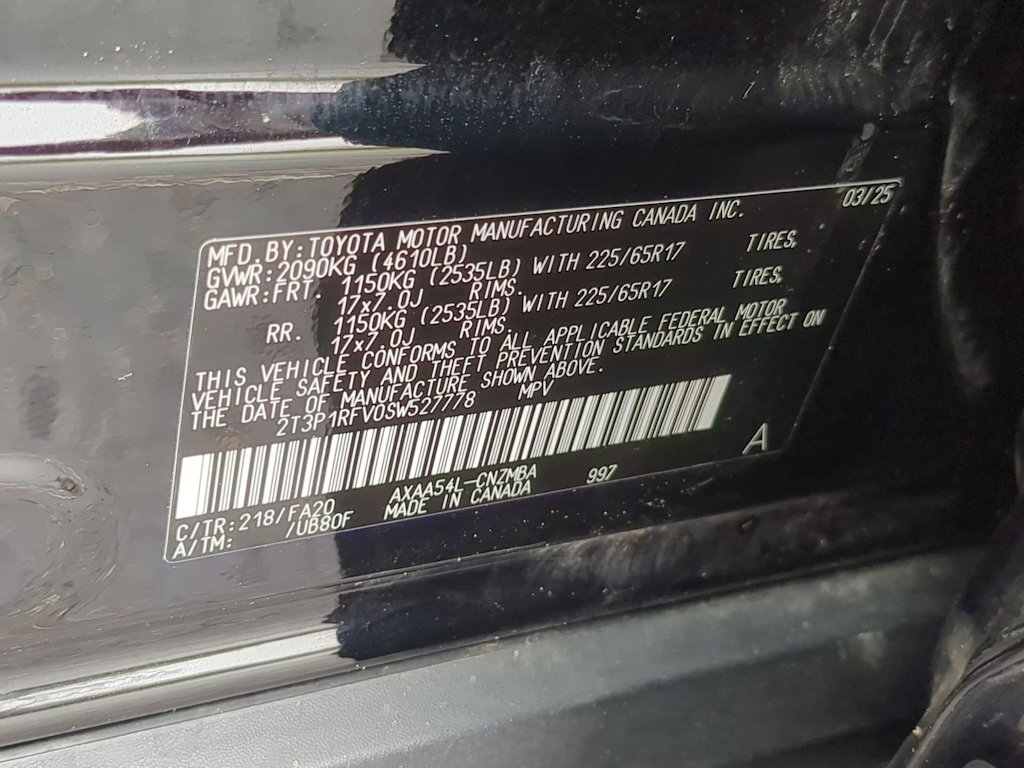 MFD. BY: TOYOTA MOTOR MANUFACTURING CANADA INC. 03/25
GVWR: 2090KG (4610LB)
GAWR: FRT. 1150KG (2535LB) WITH 225/65R17 TIRES,
17x7.0J RIMS.
RR. 1150KG (2535LB) WITH 225/65R17 TIRES,
17x7.0J RIMS.
THIS VEHICLE CONFORMS TO ALL APPLICABLE FEDERAL MOTOR
VEHICLE SAFETY AND THEFT PREVENTION STANDARDS IN EFFECT ON
THE DATE OF MANUFACTURE SHOWN ABOVE.
2T3P1RFV0SW527778 MPV
A
C/TR: 218/FA20 AXAA54L-CNZMBA 997
A/TM: /UB80F MADE IN CANADA